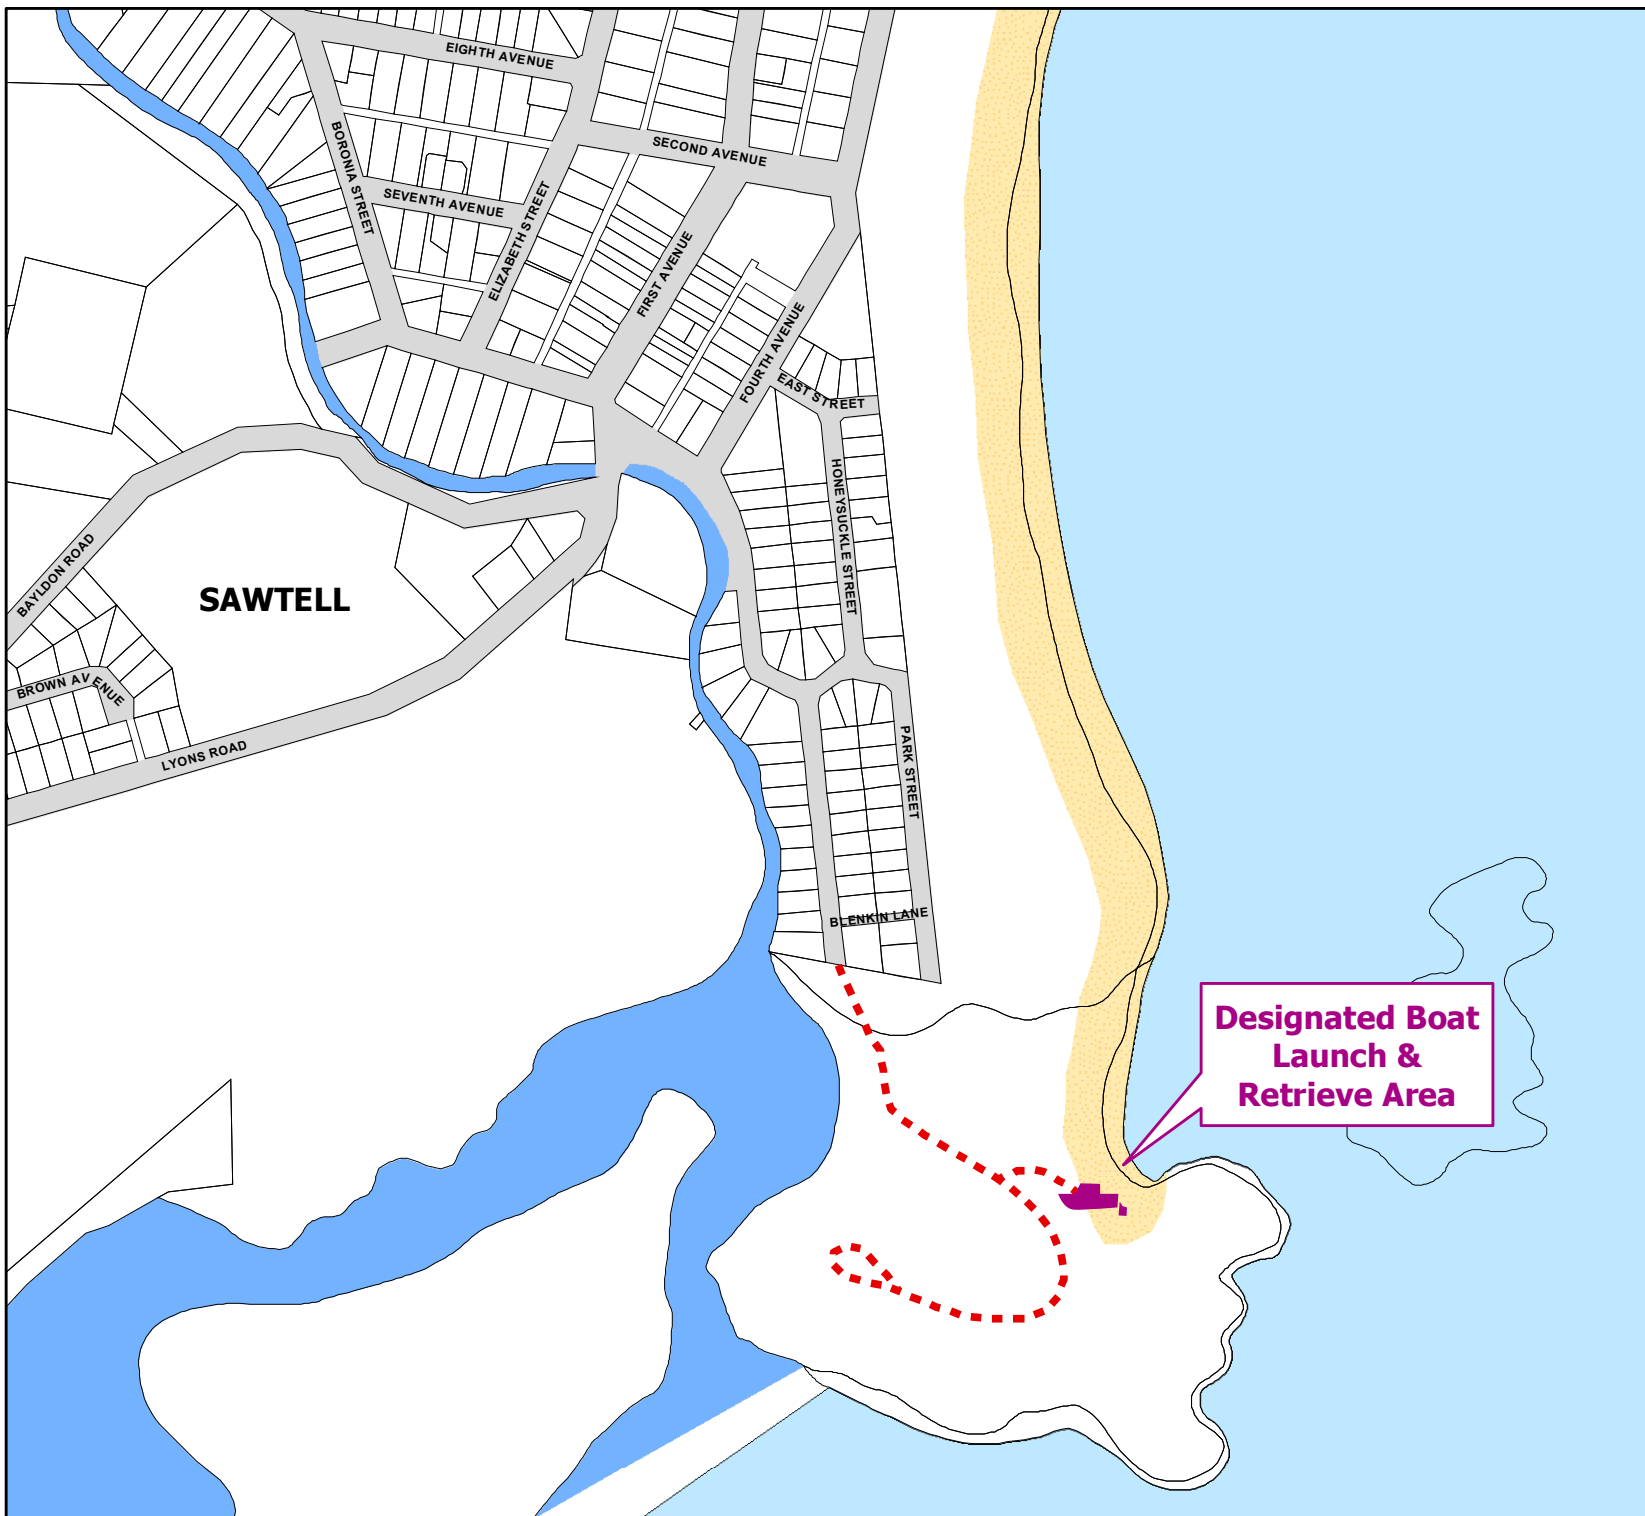 EIGHTH AVENUE
SECOND AVENUE
BORONIA STREET
SEVENTH AVENUE
ELIZABETH STREET
FIRST AVENUE
FOURTH AVENUE
EAST STREET
HONEYSUCKLE STREET
BAYLDON ROAD
SAWTELL
BROWN AVENUE
LYONS ROAD
PARK STREET
BLENKIN LANE
Designated Boat
Launch &
Retrieve Area